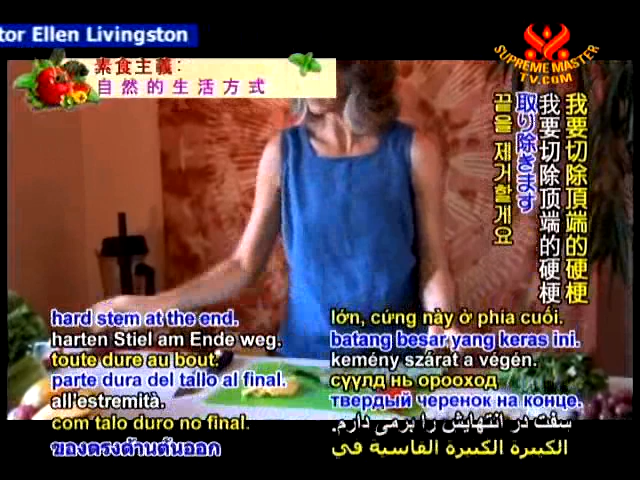 tor Ellen Livingston
SUPREME MASTER
TV.COM
素食主義:
自然的生活方式
我要切除頂端的硬梗
我要切除顶端的硬梗
取り除きます
끝을 제거할게요
hard stem at the end.
harten Stiel am Ende weg.
toute dure au bout.
parte dura del tallo al final.
all'estremità.
com talo duro no final.
ของตรงด้านต้นออก
lớn, cứng này ở phía cuối.
batang besar yang keras ini.
kemény szárat a végén.
сүүлд нь орооход
твердый черенок на конце.
سفت در انتهایش را برمی دارم.
الكبيرة الكبيرة القاسية في